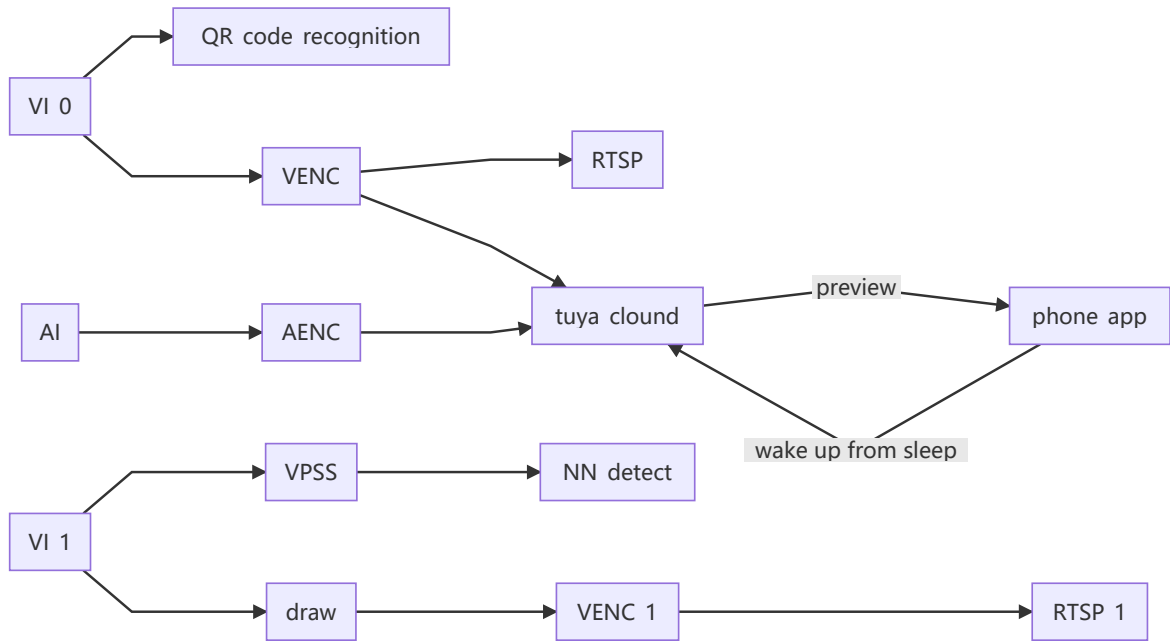 QR code recognition
VI 0
VENC
RTSP
preview
tuya clound
phone app
AI
AENC
wake up from sleep
VPSS
NN detect
VI 1
draw
VENC 1
RTSP 1